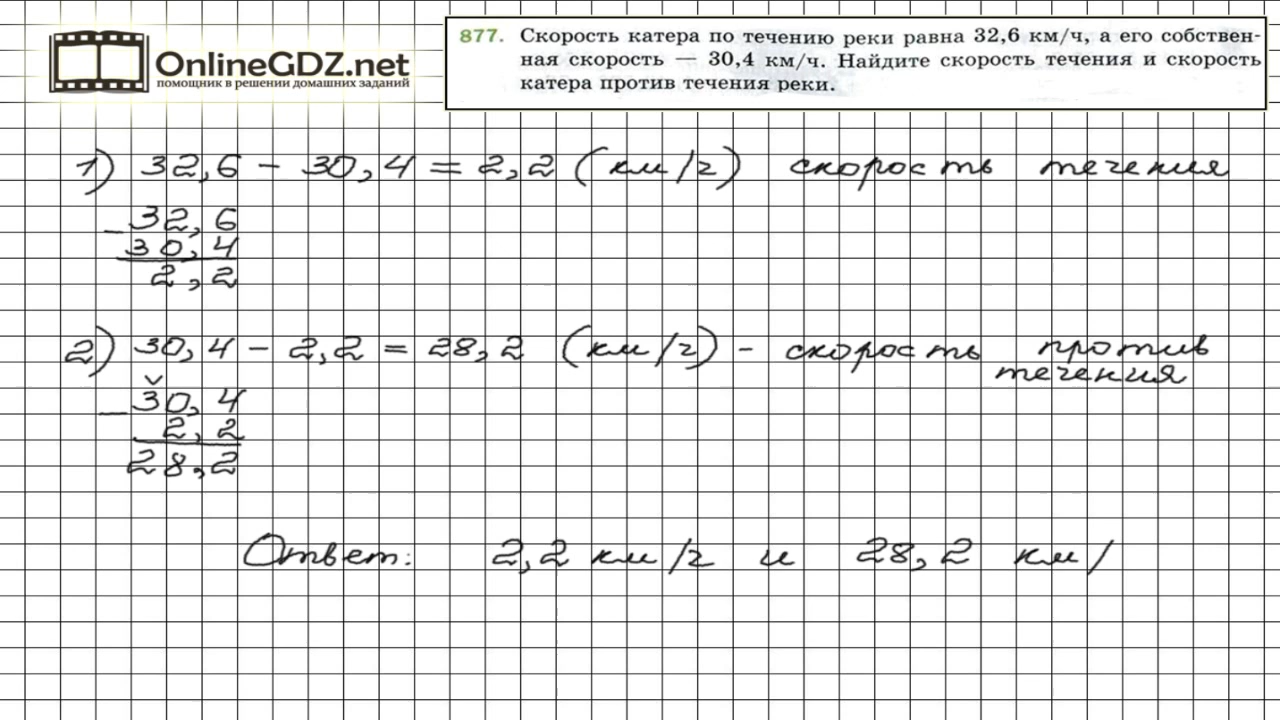 OnlineGDZ.net
помощник в решении домашних заданий
877. Скорость катера по течению реки равна 32,6 км/ч, а его собствен-
ная скорость — 30,4 км/ч. Найдите скорость течения и скорость
катера против течения реки.
1) 32,6 - 30,4 = 2,2 (км/ч) скорость течения
- 32,6
30,4
2,2
2) 30,4 - 2,2 = 28,2 (км/ч) - скорость против
течения
- 30,4
2,2
28,2
Ответ: 2,2 км/ч и 28,2 км/